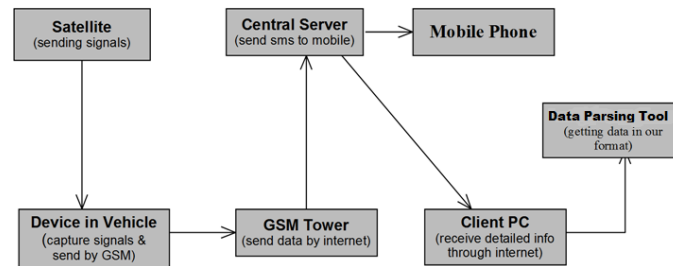 Satellite
(sending signals)
Central Server
(send sms to mobile)
Mobile Phone
Data Parsing Tool
(getting data in our
format)
Device in Vehicle
(capture signals &
send by GSM)
GSM Tower
(send data by internet)
Client PC
(receive detailed info
through internet)